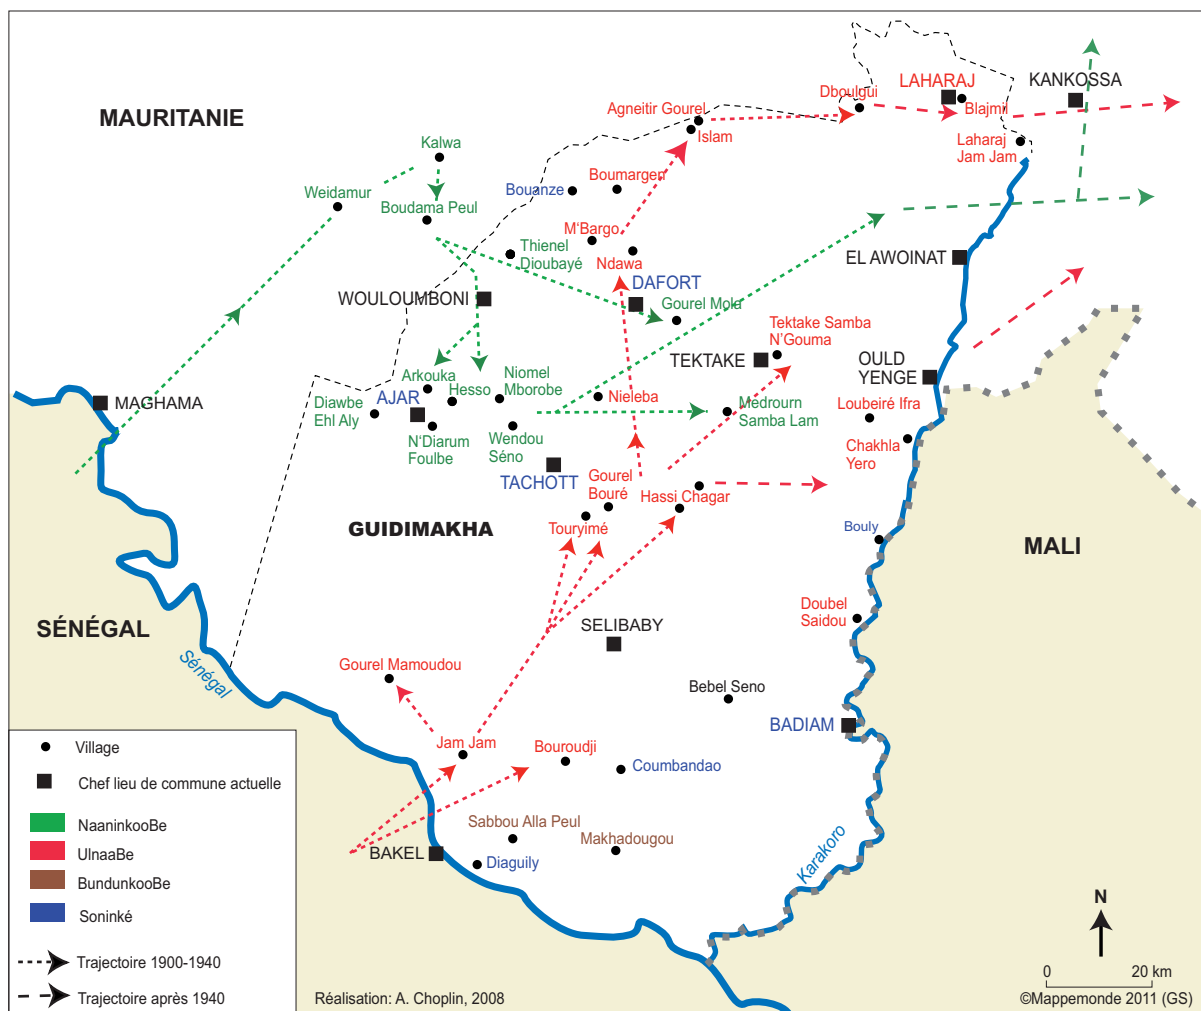 LAHARAJ
KANKOSSA
Dboulgui
Blajmil
MAURITANIE
Agneitir Gourel
Islam
Kalwa
Laharaj
Jam Jam
Weidamur
Bouanze
Boumargen
Boudama Peul
M'Bargo
Thienel
Djoubayé
Ndawa
EL AWOINAT
WOULOUMBONI
DAFORT
Gourel Mola
Tektake Samba
N'Gouma
TEKTAKE
OULD
YENGE
Arkouka
Hesso
Niomel
Mborobe
MAGHAMA
Diawbe
Ehl Aly
AJAR
Nieleba
Medrourn
Samba Lam
Loubeiré Ifra
N'Diarum
Foulbe
Wendou
Séno
Chakhla
Yero
TACHOTT
Gourel
Bouré
Hassi Chagar
GUIDIMAKHA
Touryimé
Bouly
MALI
SÉNÉGAL
Doubel
Saidou
SELIBABY
Sénégal
Gourel Mamoudou
Bebel Seno
BADIAM
Jam Jam
Bouroudji
Coumbandao
Sabbou Alla Peul
Makhadougou
BAKEL
Diaguily
Karakoro
Village
Chef lieu de commune actuelle
NaaninkooBe
UlnaaBe
BundunkooBe
Soninké
Trajectoire 1900-1940
Trajectoire après 1940
N
0 20 km
Réalisation: A. Choplin, 2008
©Mappemonde 2011 (GS)